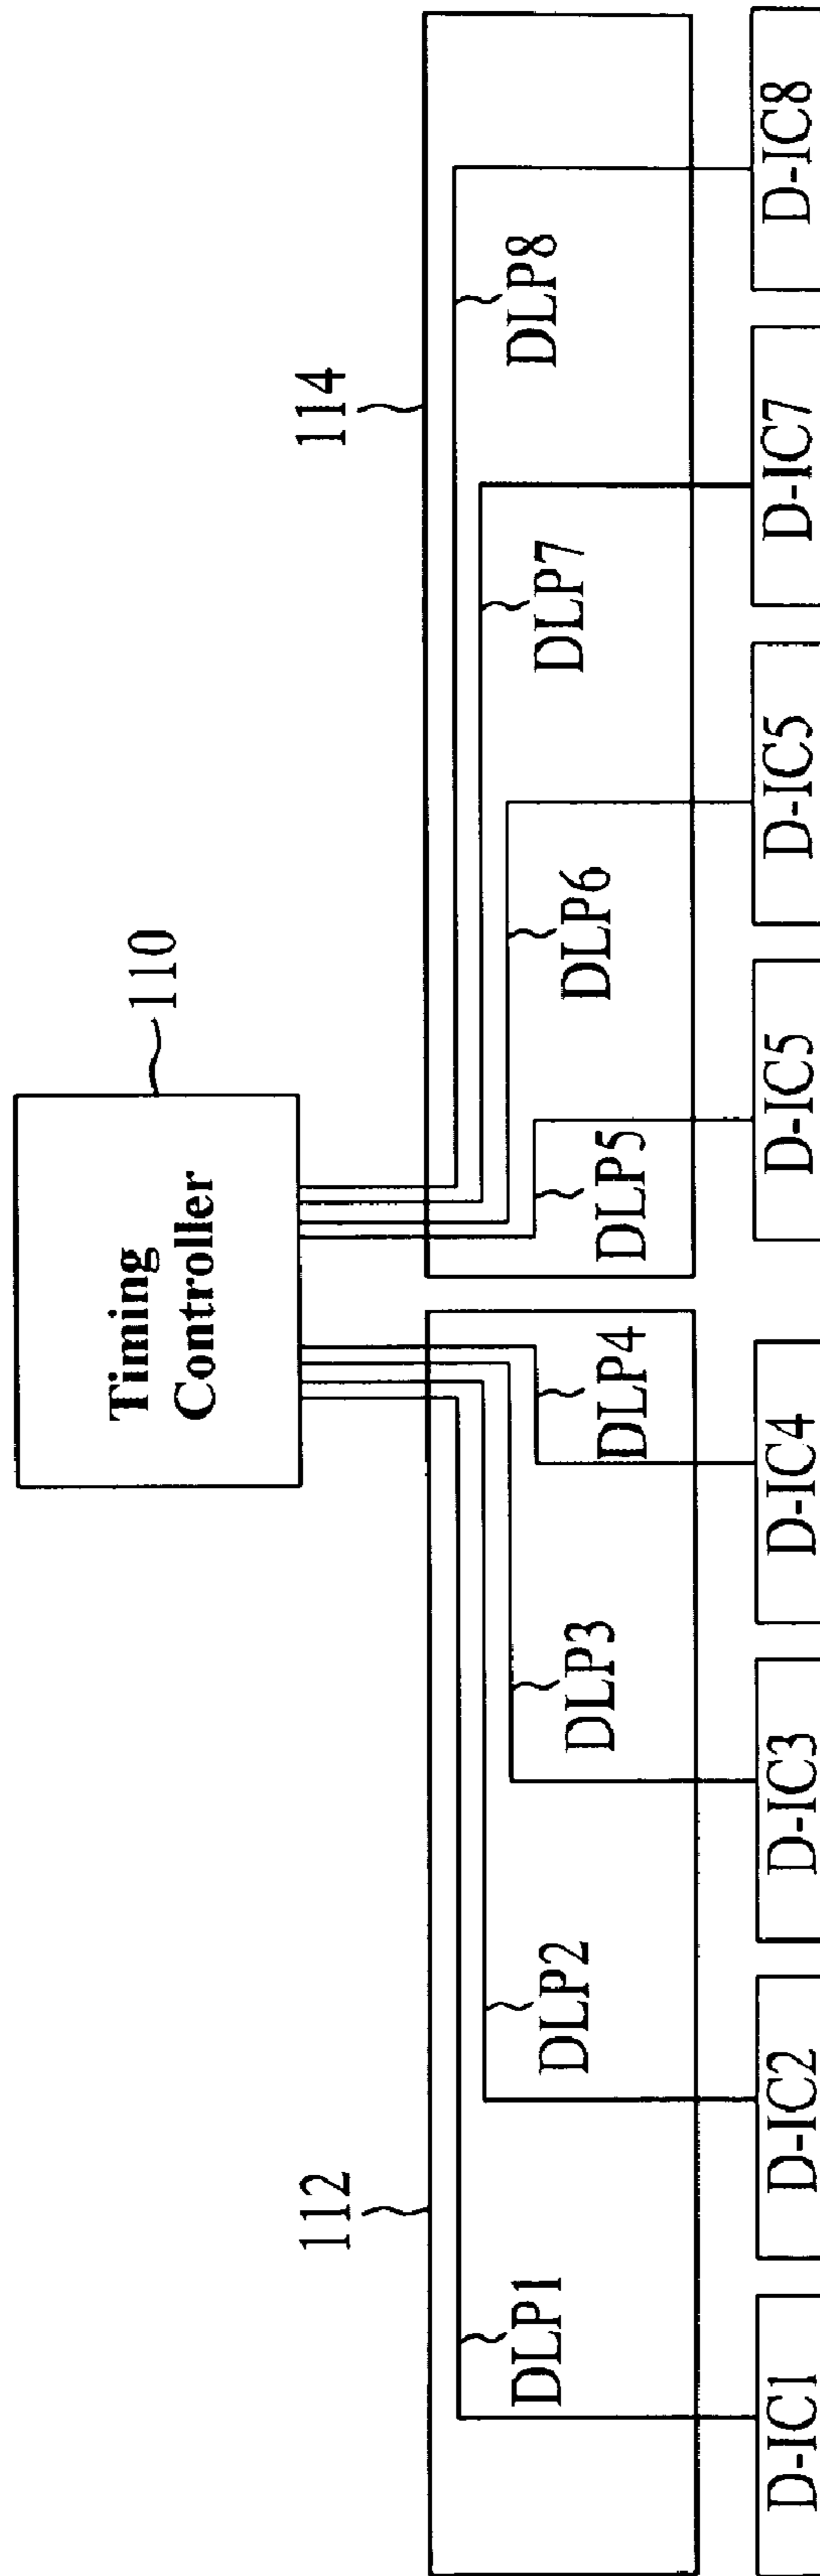 110
Timing
Controller
112
114
DLP1
DLP2
DLP3
DLP4
DLP5
DLP6
DLP7
DLP8
D-IC1
D-IC2
D-IC3
D-IC4
D-IC5
D-IC5
D-IC7
D-IC8